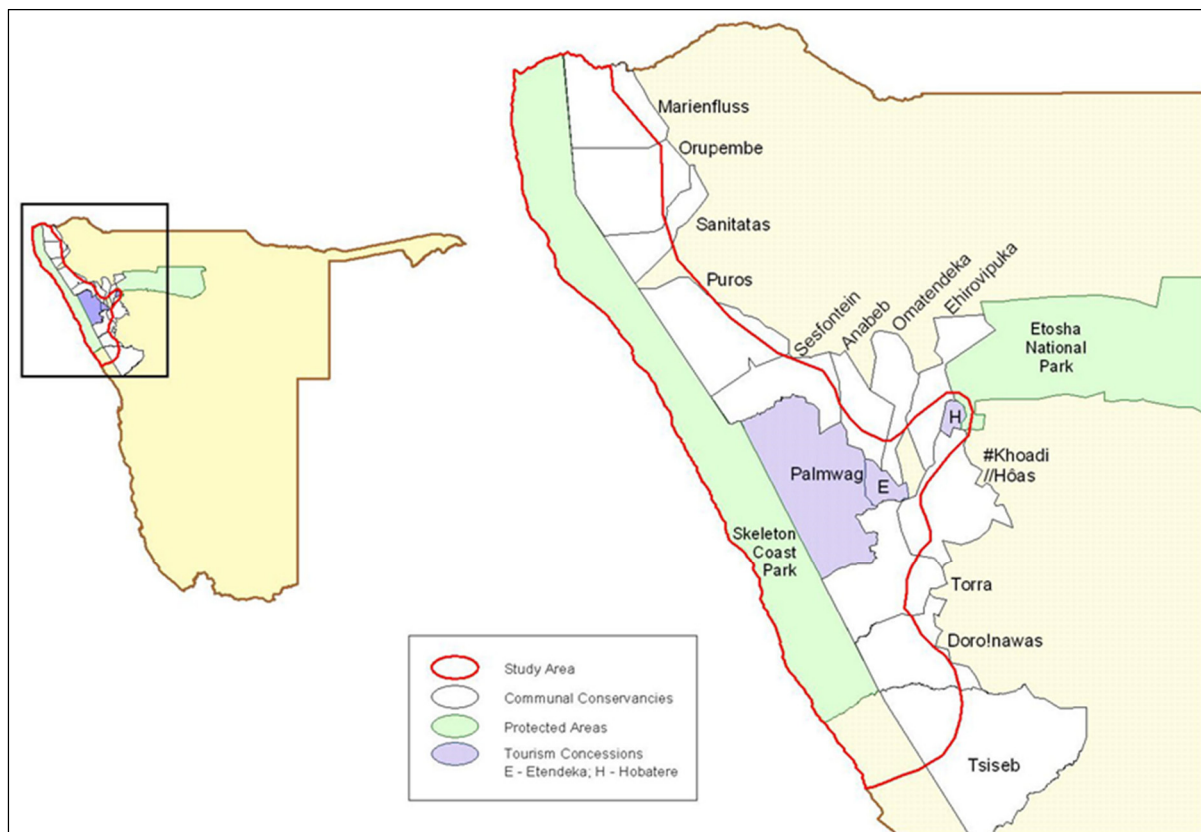 Marienfluss
Orupembe
Sanitatas
Puros
Sesfontein
Anabeb
Omatendeka
Ehirovipuka
Etosha
National
Park
H
#Khoadi
//Hôas
Palmwag
E
Skeleton
Coast
Park
Torra
Doro!nawas
Tsiseb
Study Area
Communal Conservancies
Protected Areas
Tourism Concessions
E - Etendeka; H - Hobatere